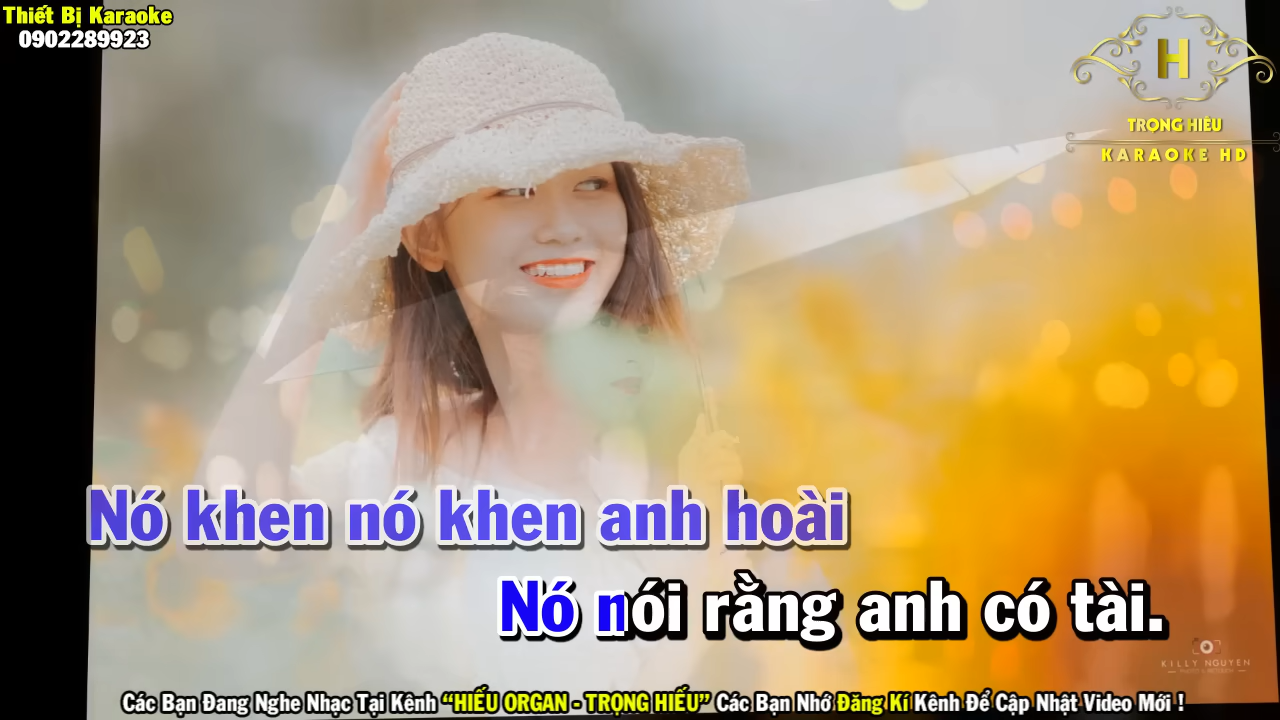 Thiết Bị Karaoke
0902289923
H
TRỌNG HIẾU
KARAOKE HD
Nó khen nó khen anh hoài
Nó nói rằng anh có tài.
KILLY NGUYEN
Các Bạn Đang Nghe Nhạc Tại Kênh “HIẾU ORGAN - TRỌNG HIẾU” Các Bạn Nhớ Đăng Kí Kênh Để Cập Nhật Video Mới !